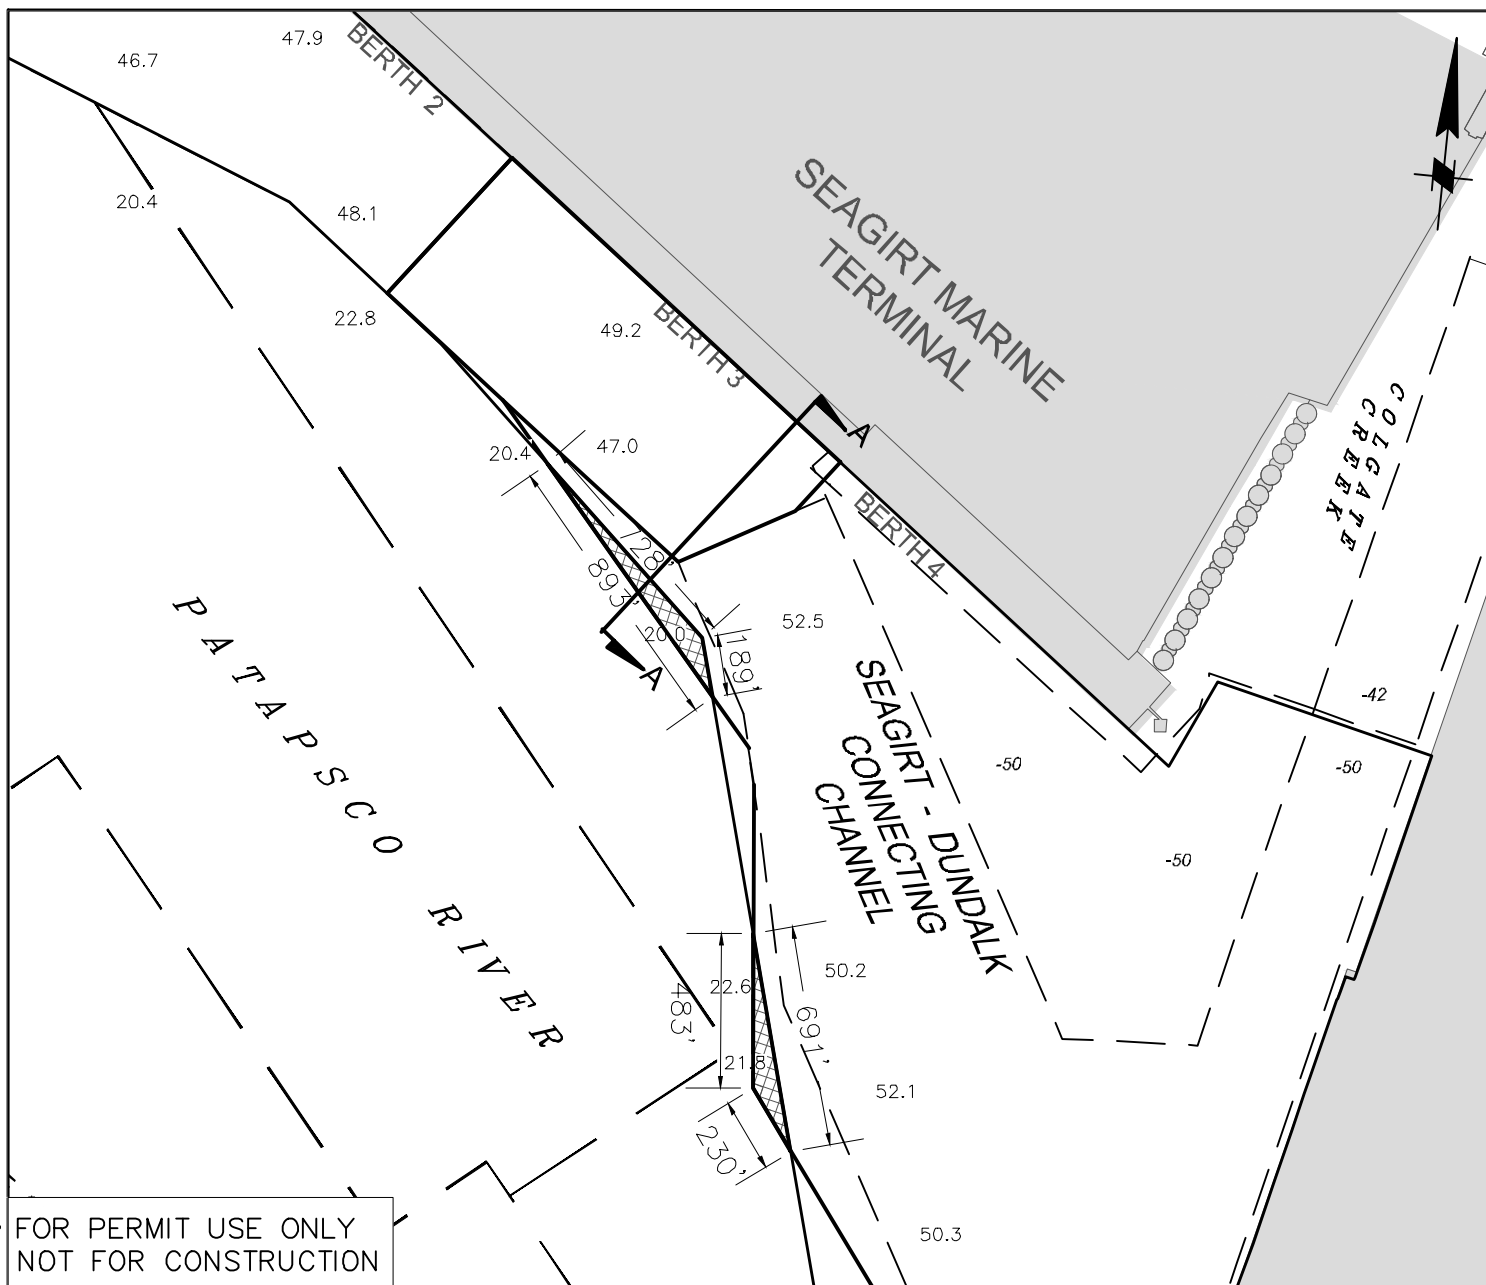 47.9
BERTH 2
46.7
20.4
48.1
SEAGIRT MARINE
TERMINAL
22.8
49.2
BERTH 3
COLGATE
CREEK
A
47.0
20.4
BERTH 4
728'
893'
20.0
189'
52.5
A
PATAPSCO RIVER
SEAGIRT - DUNDALK
CONNECTING
CHANNEL
-42
-50
-50
-50
50.2
22.6
483'
691'
21.8
52.1
230'
50.3
FOR PERMIT USE ONLY
NOT FOR CONSTRUCTION